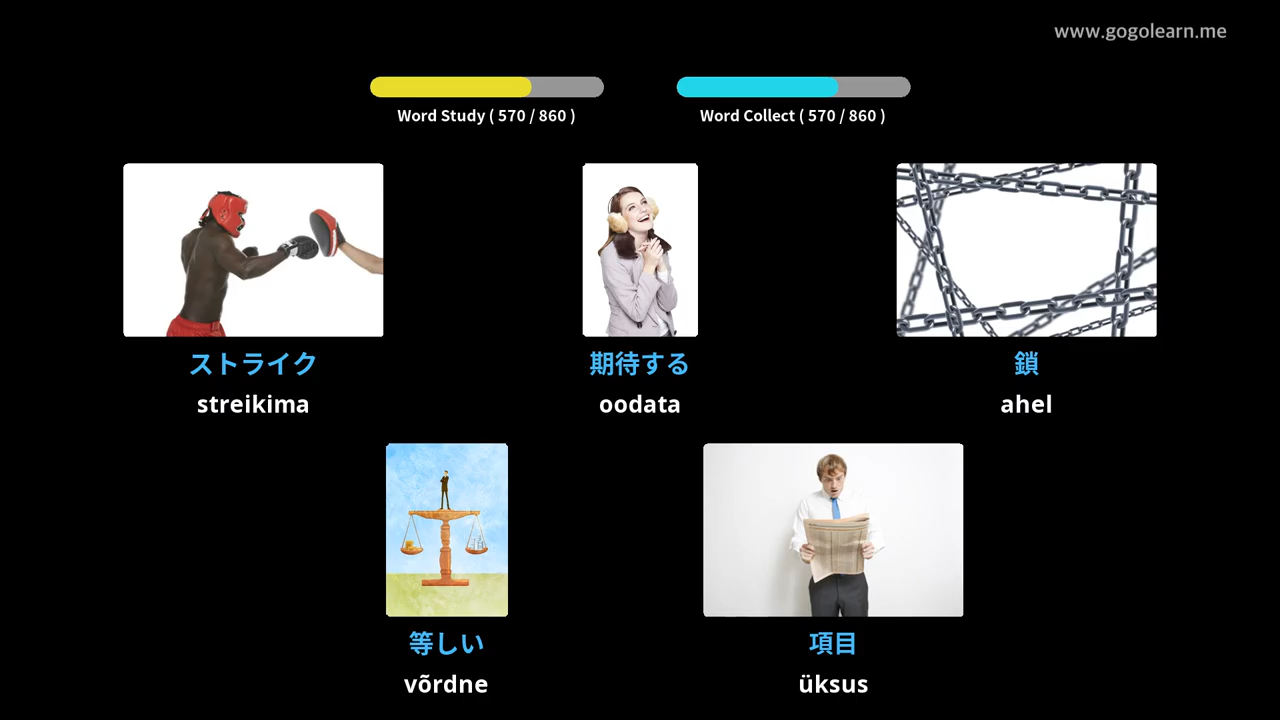 www.gogolearn.me
Word Study ( 570 / 860 )
Word Collect ( 570 / 860 )
ストライク
streikima
期待する
oodata
鎖
ahel
等しい
võrdne
項目
üksus